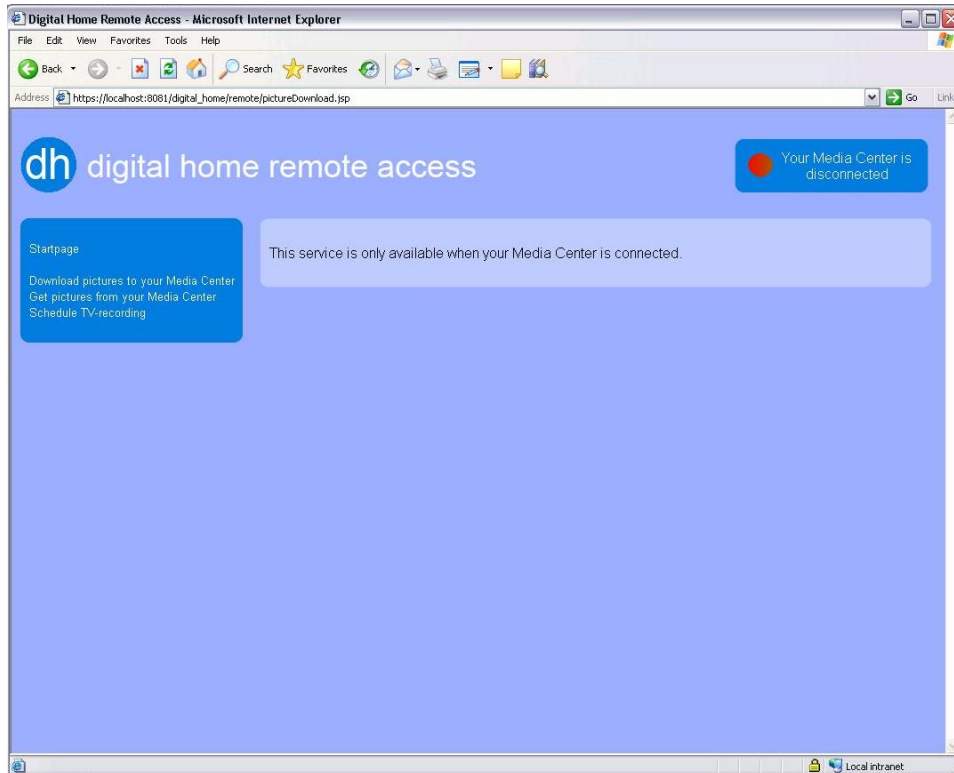 Digital Home Remote Access - Microsoft Internet Explorer
File Edit View Favorites Tools Help
Back Search Favorites
Address https://localhost:8081/digital_home/remote/pictureDownload.jsp Go Link
dh digital home remote access
Your Media Center is
disconnected
Startpage
Download pictures to your Media Center
Get pictures from your Media Center
Schedule TV-recording
This service is only available when your Media Center is connected.
Local intranet